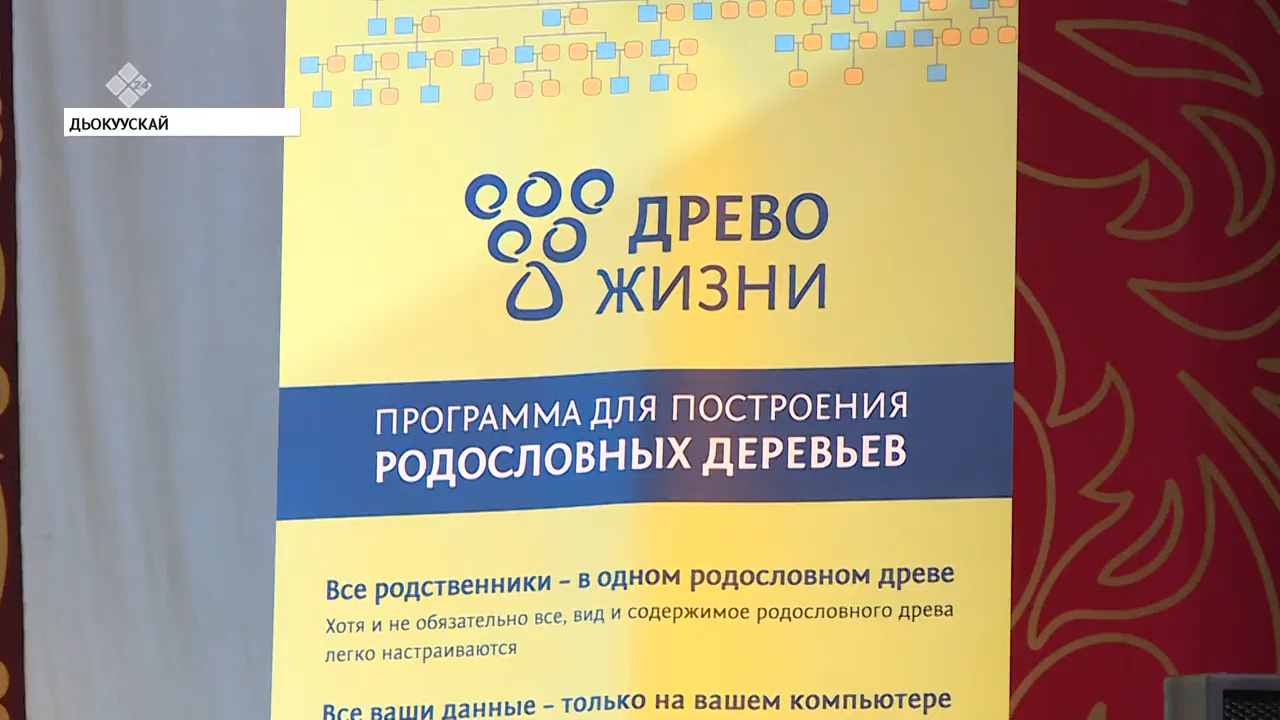 24
ДЬОКУУСКАЙ
ДРЕВО
ЖИЗНИ
ПРОГРАММА ДЛЯ ПОСТРОЕНИЯ
РОДОСЛОВНЫХ ДЕРЕВЬЕВ
Все родственники – в одном родословном древе
Хотя и не обязательно все, вид и содержимое родословного древа
легко настраиваются
Все ваши данные – только на вашем компьютере